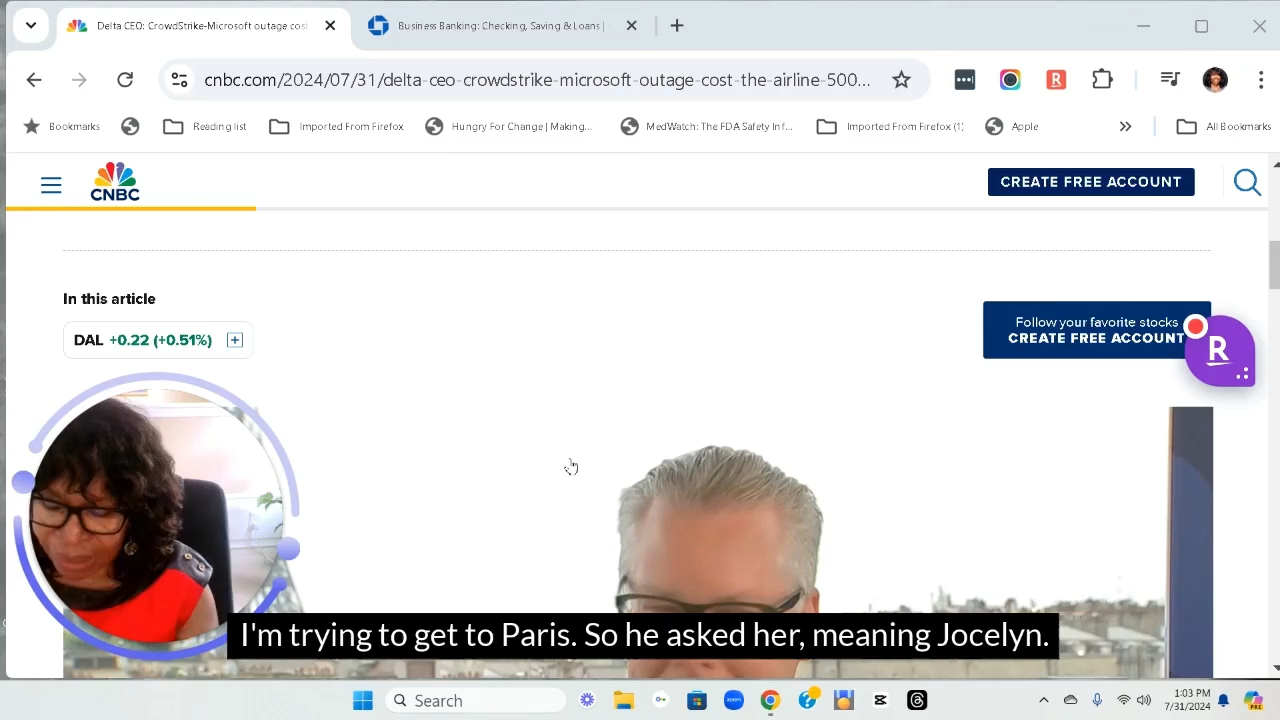 Delta CEO: CrowdStrike-Microsoft outage cos
Business Banking: Checking, Saving & Loans |
cnbc.com/2024/07/31/delta-ceo-crowdstrike-microsoft-outage-cost-the-airline-500...
R
Bookmarks
Reading list
Imported From Firefox
Hungry For Change | Making...
MedWatch: The FDA Safety Inf...
Imported From Firefox (1)
Apple
All Bookmarks
CNBC
CREATE FREE ACCOUNT
In this article
DAL +0.22 (+0.51%)
Follow your favorite stocks
CREATE FREE ACCOUNT
R
I'm trying to get to Paris. So he asked her, meaning Jocelyn.
Search
zoom
1:03 PM
7/31/2024
PRE